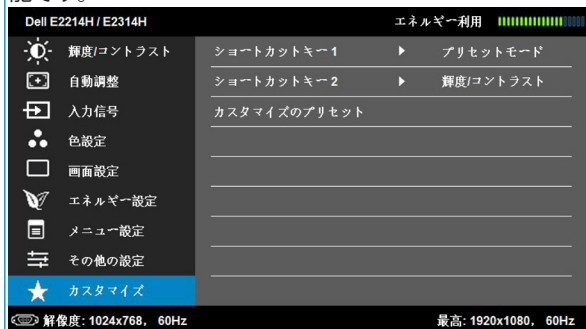 能です。
Dell E2214H / E2314H エネルギー利用
輝度/コントラスト ショートカットキー 1 プリセットモード
自動調整 ショートカットキー 2 輝度/コントラスト
入力信号 カスタマイズのプリセット
色設定
画面設定
エネルギー設定
メニュー設定
その他の設定
カスタマイズ
解像度: 1024x768, 60Hz 最高: 1920x1080, 60Hz